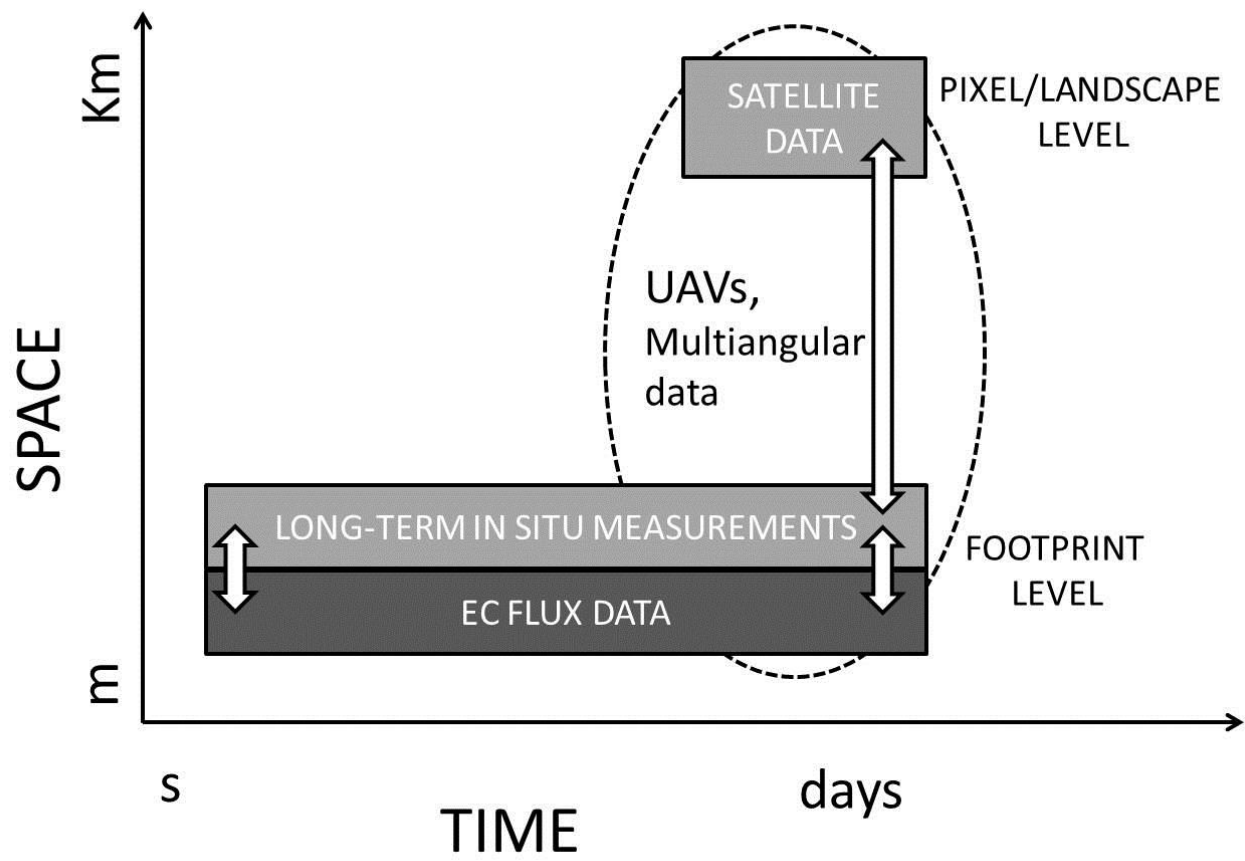 Km
SATELLITE
DATA
PIXEL/LANDSCAPE
LEVEL
UAVs,
Multiangular
data
SPACE
LONG-TERM IN SITU MEASUREMENTS
EC FLUX DATA
FOOTPRINT
LEVEL
m
s
days
TIME